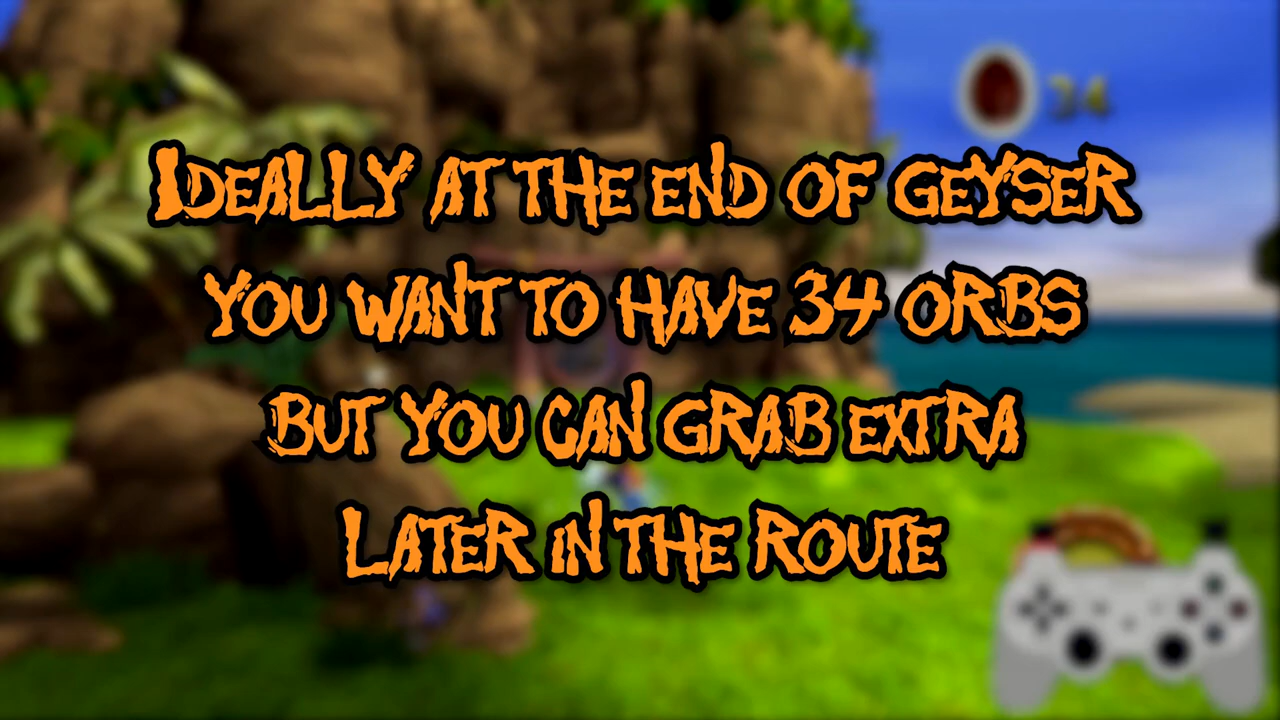 34
Ideally at the end of geyser
you want to have 34 orbs
but you can grab extra
later in the route